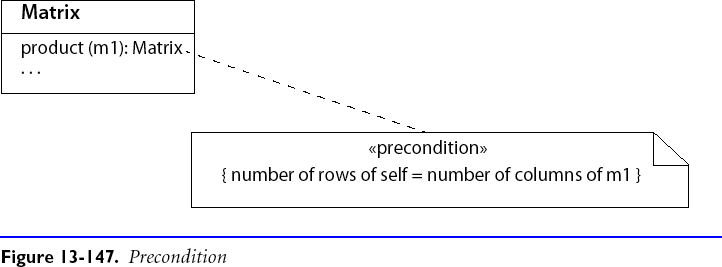 Matrix
product (m1): Matrix
...
«precondition»
{ number of rows of self = number of columns of m1 }
Figure 13-147. Precondition